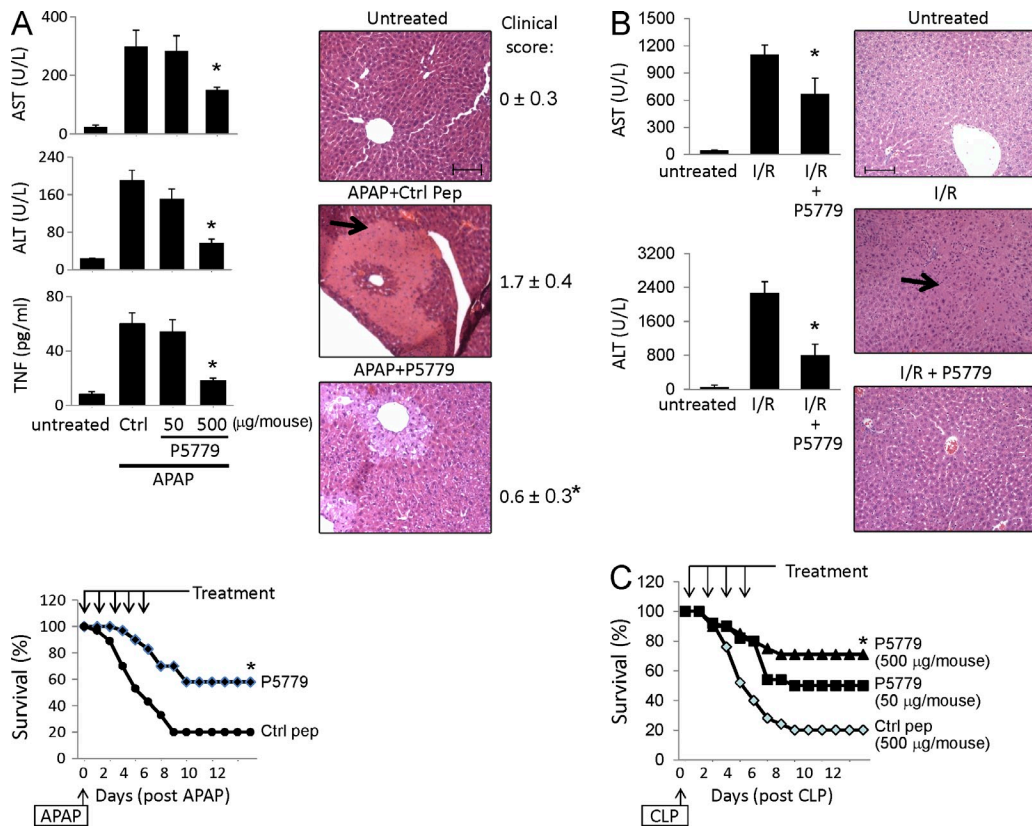 A
AST (U/L)
400
300
200
100
0
*
ALT (U/L)
240
160
80
0
*
TNF (pg/ml)
80
40
0
*
untreated Ctrl 50 500 (μg/mouse)
P5779
APAP
Untreated
Clinical
score:
0 ± 0.3
APAP+Ctrl Pep
1.7 ± 0.4
APAP+P5779
0.6 ± 0.3*
Survival (%)
120
100
80
60
40
20
0
Treatment
*
P5779
Ctrl pep
0 2 4 6 8 10 12
Days (post APAP)
APAP
B
AST (U/L)
1500
1200
900
600
300
0
*
untreated I/R I/R
+
P5779
ALT (U/L)
3200
2400
1600
800
0
*
untreated I/R I/R
+
P5779
Untreated
I/R
I/R + P5779
C
Survival (%)
120
100
80
60
40
20
0
Treatment
*
P5779
(500 μg/mouse)
P5779
(50 μg/mouse)
Ctrl pep
(500 μg/mouse)
0 2 4 6 8 10 12
Days (post CLP)
CLP